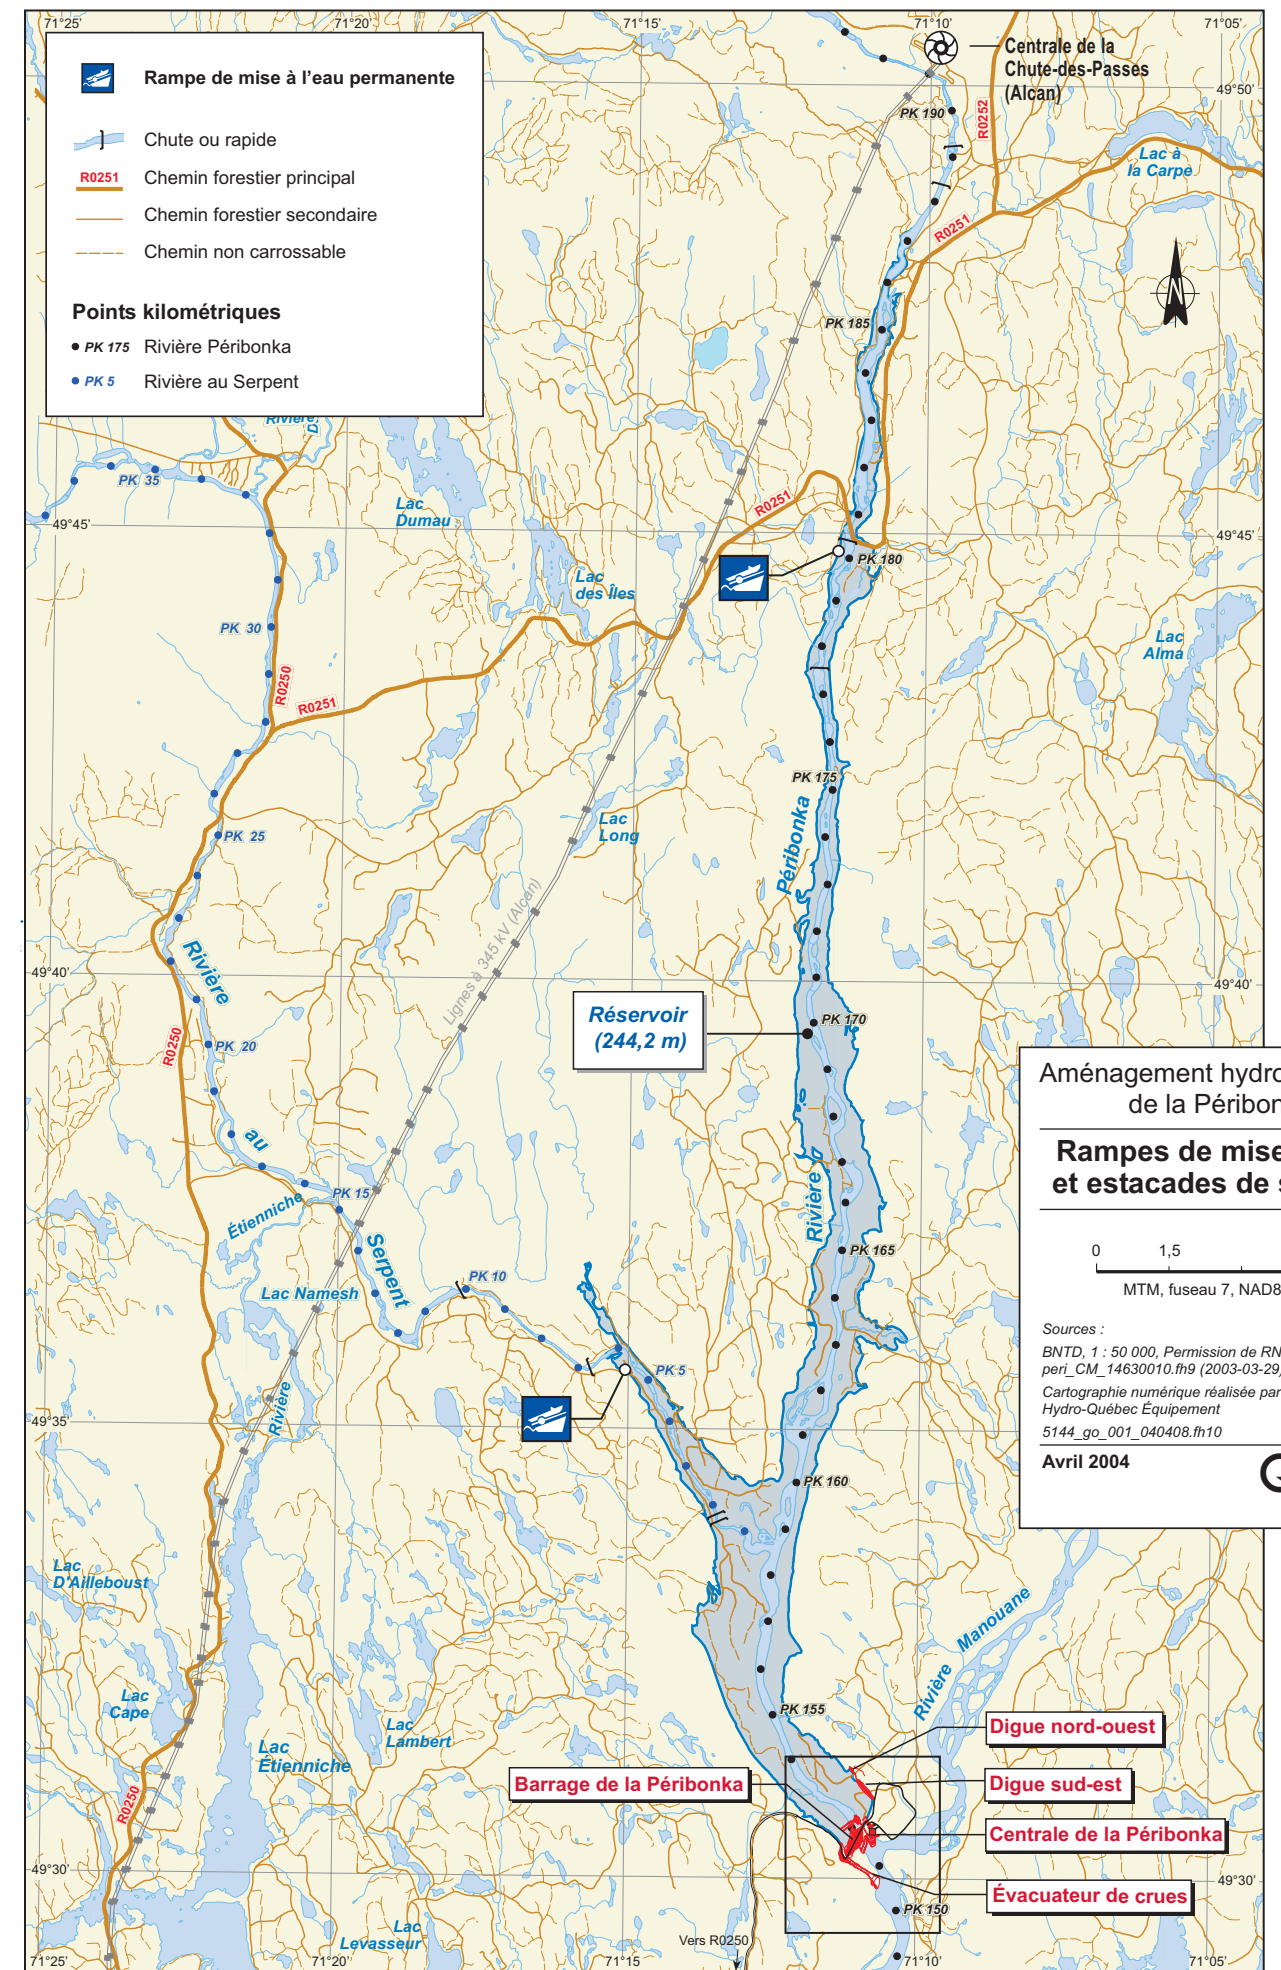 71°25'
71°20'
71°15'
71°10'
71°05'
Rampe de mise à l'eau permanente
Chute ou rapide
R0251
Chemin forestier principal
Chemin forestier secondaire
Chemin non carrossable
Points kilométriques
PK 175
Rivière Péribonka
PK 5
Rivière au Serpent
Centrale de la
Chute-des-Passes
(Alcan)
49°50'
PK 190
R0252
Lac à
la Carpe
R0251
PK 185
Rivière
D
PK 35
Lac
Dumau
R0251
49°45'
49°45'
PK 180
Lac
des Îles
PK 30
Lac
Alma
R0250
R0251
PK 175
Péribonka
Lac
Long
PK 25
Lignes à 345 kV (Alcan)
Rivière
49°40'
49°40'
Réservoir
(244,2 m)
PK 170
R0250
PK 20
Aménagement hydro
de la Péribon
Rampes de mise
et estacades de s
au
PK 15
Étienniche
Rivière
Serpent
PK 165
0
1,5
MTM, fuseau 7, NAD8
PK 10
Lac Namesh
Sources :
BNTD, 1 : 50 000, Permission de RN
peri_CM_14630010.fh9 (2003-03-29)
Cartographie numérique réalisée par
Hydro-Québec Équipement
5144_go_001_040408.fh10
Avril 2004
PK 5
Rivière
49°35'
PK 160
Lac
D'Ailleboust
Rivière Manouane
Lac
Cape
PK 155
Lac
Lambert
Lac
Étienniche
Digue nord-ouest
Barrage de la Péribonka
Digue sud-est
R0250
Centrale de la Péribonka
49°30'
49°30'
Évacuateur de crues
PK 150
Lac
Levasseur
Vers R0250
71°25'
71°20'
71°15'
71°10'
71°05'
N